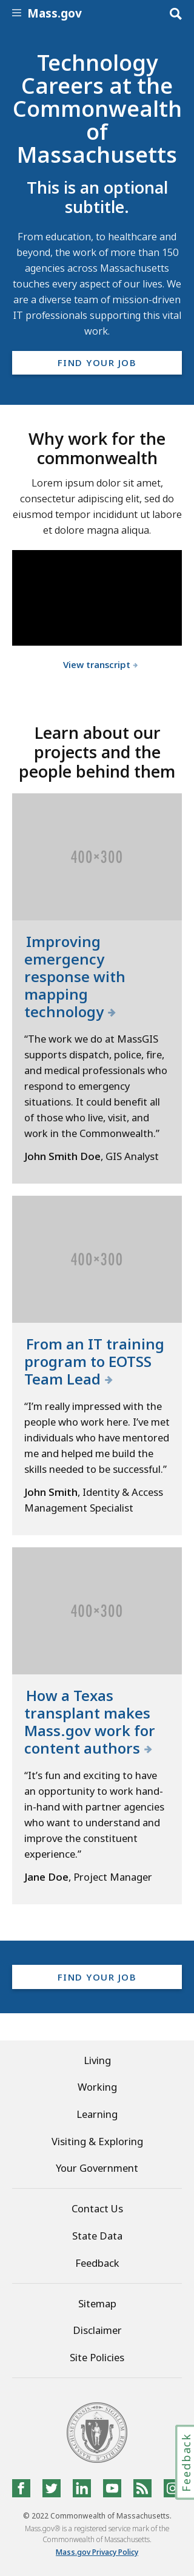 Mass.gov
Technology
Careers at the
Commonwealth
of
Massachusetts
This is an optional
subtitle.
From education, to healthcare and
beyond, the work of more than 150
agencies across Massachusetts
touches every aspect of our lives. We
are a diverse team of mission-driven
IT professionals supporting this vital
work.
FIND YOUR JOB
Why work for the
commonwealth
Lorem ipsum dolor sit amet,
consectetur adipiscing elit, sed do
eiusmod tempor incididunt ut labore
et dolore magna aliqua.
View transcript
Learn about our
projects and the
people behind them
400×300
Improving
emergency
response with
mapping
technology
“The work we do at MassGIS
supports dispatch, police, fire,
and medical professionals who
respond to emergency
situations. It could benefit all
of those who live, visit, and
work in the Commonwealth.”
John Smith Doe, GIS Analyst
400×300
From an IT training
program to EOTSS
Team Lead
“I’m really impressed with the
people who work here. I’ve met
individuals who have mentored
me and helped me build the
skills needed to be successful.”
John Smith, Identity & Access
Management Specialist
400×300
How a Texas
transplant makes
Mass.gov work for
content authors
“It’s fun and exciting to have
an opportunity to work hand-
in-hand with partner agencies
who want to understand and
improve the constituent
experience.”
Jane Doe, Project Manager
FIND YOUR JOB
Living
Working
Learning
Visiting & Exploring
Your Government
Contact Us
State Data
Feedback
Sitemap
Disclaimer
Site Policies
Feedback
© 2022 Commonwealth of Massachusetts.
Mass.gov® is a registered service mark of the
Commonwealth of Massachusetts.
Mass.gov Privacy Policy